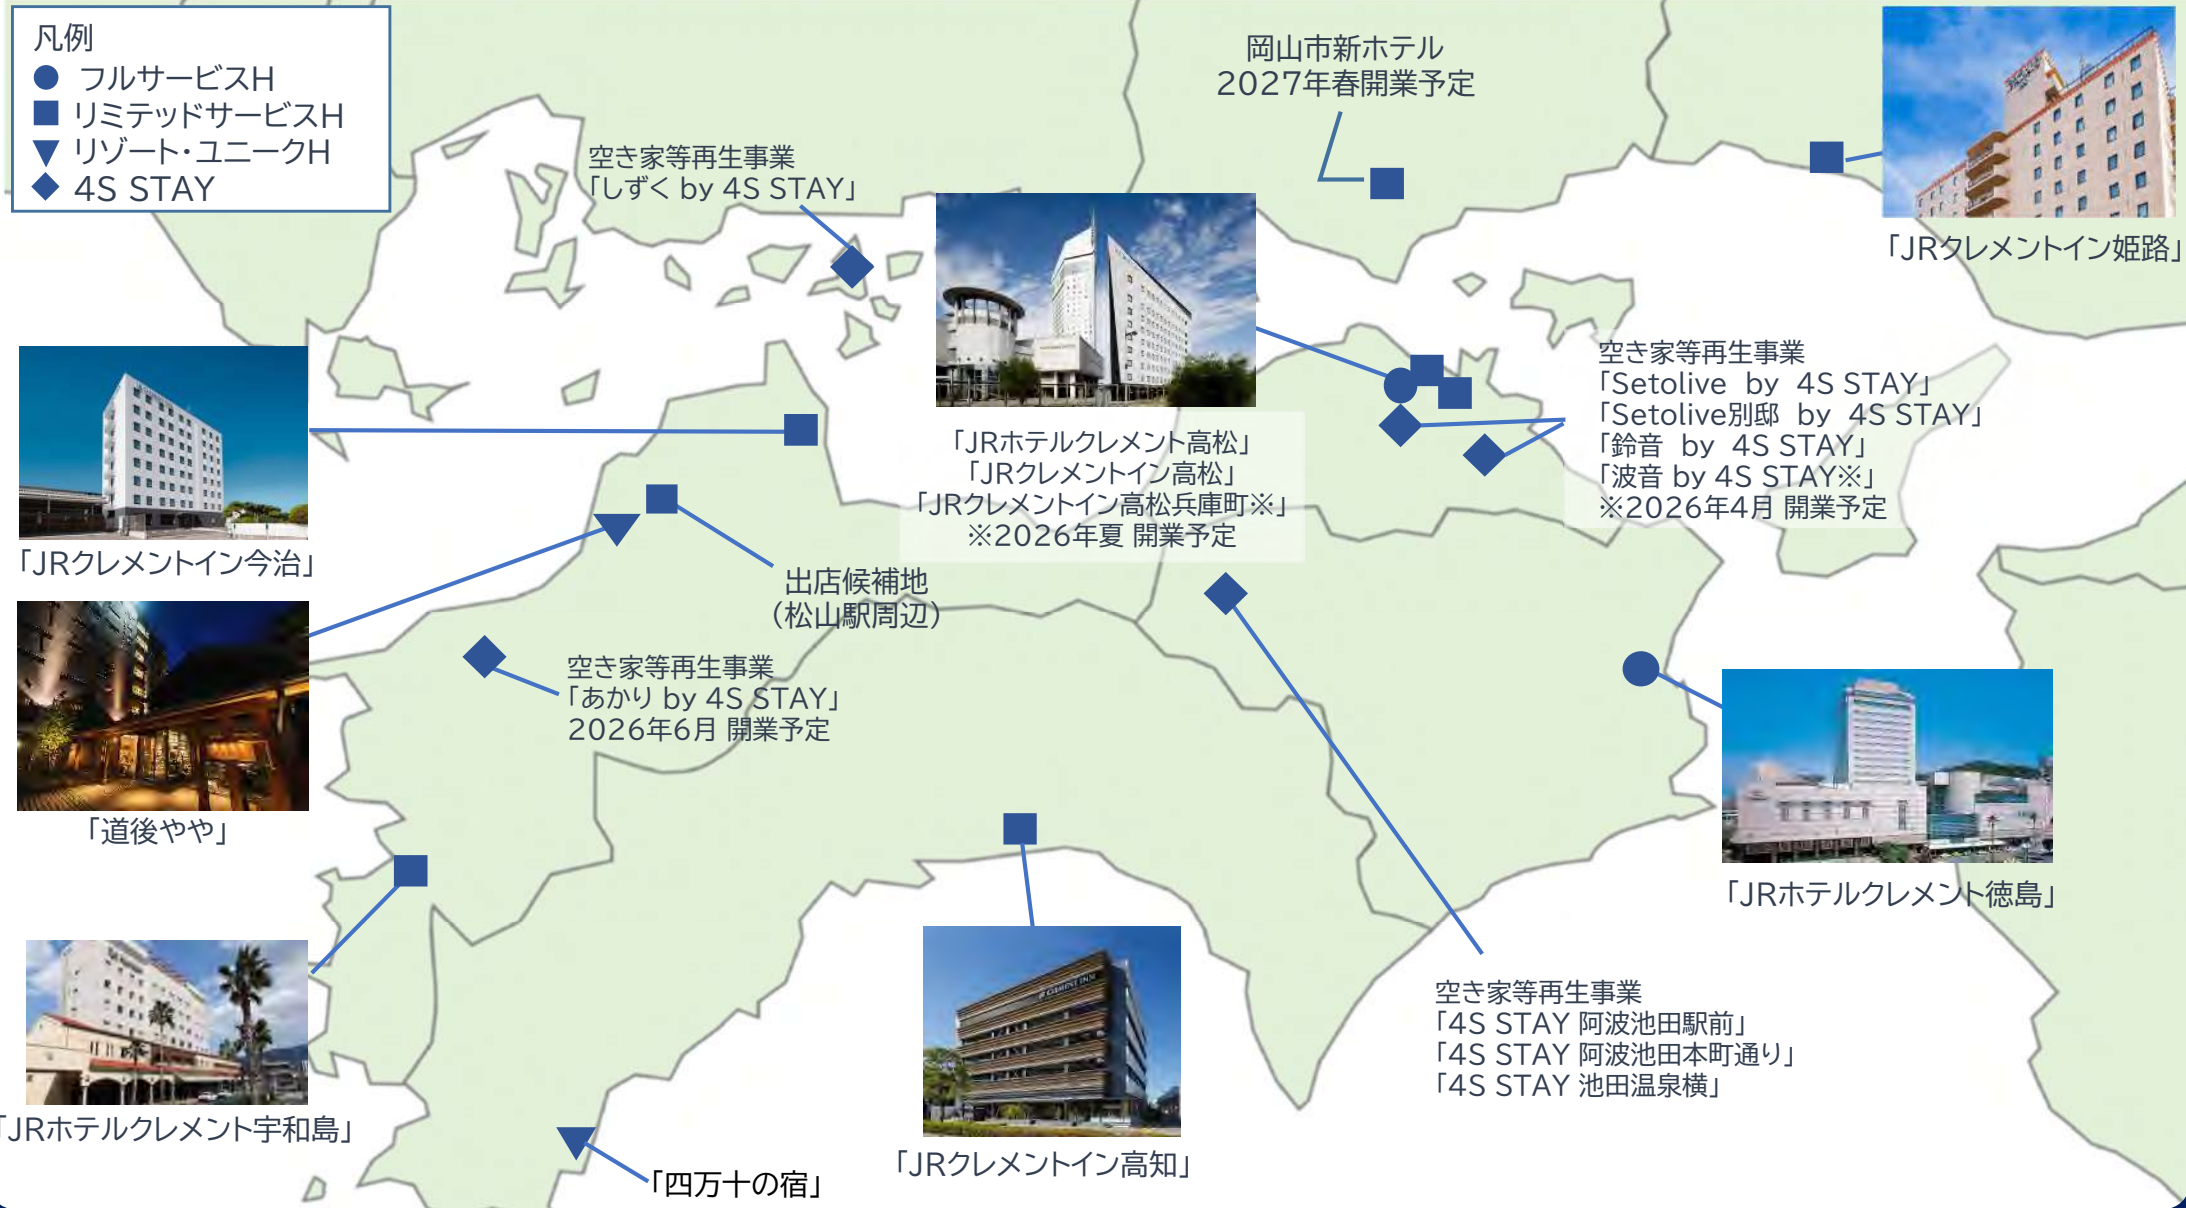 凡例
フルサービスH
リミテッドサービスH
リゾート・ユニークH
4S STAY
空き家等再生事業
「しずく by 4S STAY」
岡山市新ホテル
2027年春開業予定
「JRクレメントイン姫路」
「JRホテルクレメント高松」
「JRクレメントイン高松」
「JRクレメントイン高松兵庫町※」
※2026年夏 開業予定
空き家等再生事業
「Setolive by 4S STAY」
「Setolive別邸 by 4S STAY」
「鈴音 by 4S STAY」
「波音 by 4S STAY※」
※2026年4月 開業予定
「JRクレメントイン今治」
出店候補地
（松山駅周辺）
空き家等再生事業
「あかり by 4S STAY」
2026年6月 開業予定
「道後やや」
「JRホテルクレメント徳島」
「JRホテルクレメント宇和島」
CLEMENT INN
「JRクレメントイン高知」
空き家等再生事業
「4S STAY 阿波池田駅前」
「4S STAY 阿波池田本町通り」
「4S STAY 池田温泉横」
「四万十の宿」